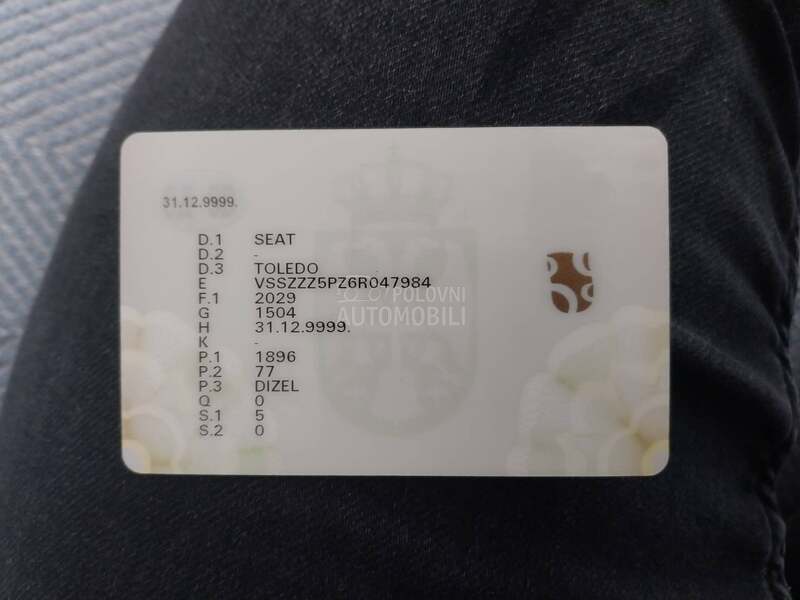 31.12.9999.
D.1 SEAT
D.2 -
D.3 TOLEDO
E VSSZZZ5PZ6R047984
F.1 2029
G 1504
H 31.12.9999.
K -
P.1 1896
P.2 77
P.3 DIZEL
Q 0
S.1 5
S.2 0
POLOVNI
AUTOMOBILI